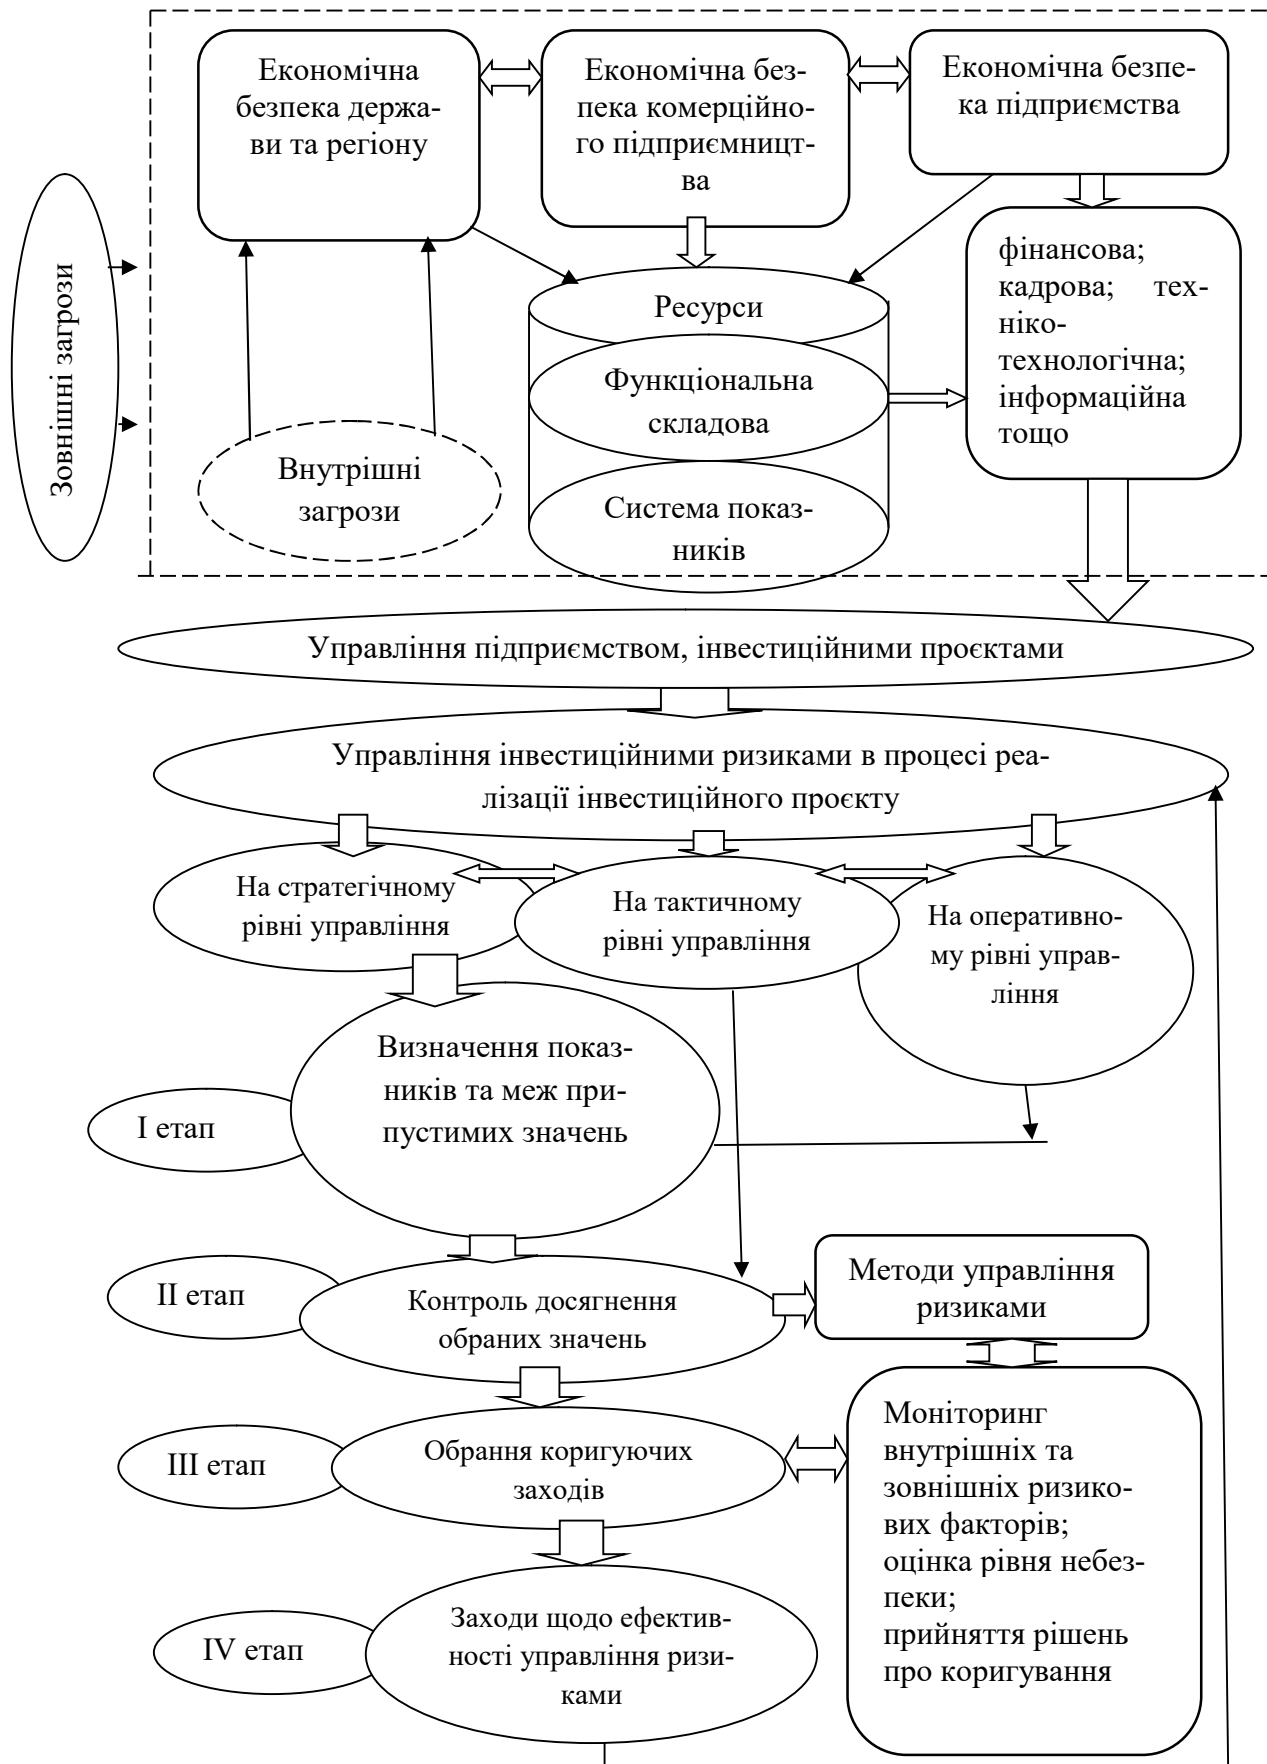 Економічна
безпека держа-
ви та регіону
Економічна без-
пека комерційно-
го підприємницт-
ва
Економічна безпе-
ка підприємства
Зовнішні загрози
фінансова;
кадрова; тех-
ніко-
технологічна;
інформаційна
тощо
Ресурси
Функціональна
складова
Система показ-
ників
Внутрішні
загрози
Управління підприємством, інвестиційними проєктами
Управління інвестиційними ризиками в процесі реа-
лізації інвестиційного проєкту
На стратегічному
рівні управління
На тактичному
рівні управління
На оперативно-
му рівні управ-
ління
Визначення показ-
ників та меж при-
пустимих значень
I етап
II етап
Контроль досягнення
обраних значень
Методи управління
ризиками
III етап
Обрання коригуючих
заходів
Моніторинг
внутрішніх та
зовнішніх ризико-
вих факторів;
оцінка рівня небез-
пеки;
прийняття рішень
про коригування
IV етап
Заходи щодо ефектив-
ності управління ризи-
ками